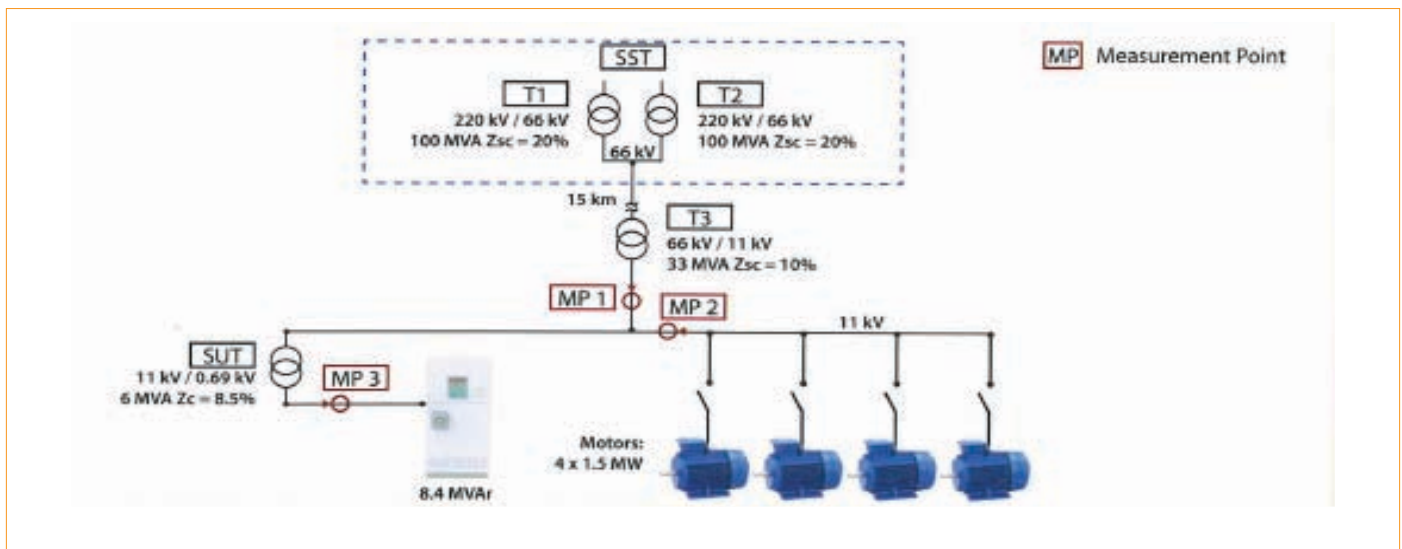 SST
MP Measurement Point
T1
T2
220 kV / 66 kV
100 MVA Zsc = 20%
220 kV / 66 kV
100 MVA Zsc = 20%
66 kV
15 km
T3
66 kV / 11 kV
33 MVA Zsc = 10%
MP 1
MP 2
11 kV
SUT
11 kV / 0.69 kV
6 MVA Zc = 8.5%
MP 3
Motors:
4 x 1.5 MW
8.4 MVAr